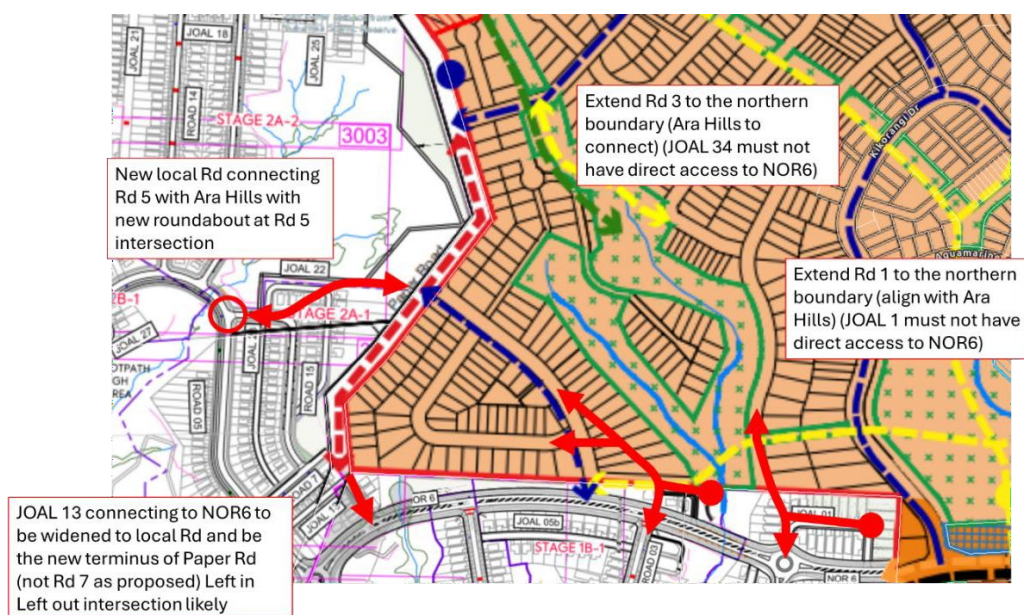 JOAL 21
JOAL 18
JOAL 25
ROAD 14
STAGE 2A-2
3003
Extend Rd 3 to the northern
boundary (Ara Hills to
connect) (JOAL 34 must not
have direct access to NOR6)
Kikorangi Dr
New local Rd connecting
Rd 5 with Ara Hills with
new roundabout at Rd 5
intersection
Extend Rd 1 to the northern
boundary (align with Ara
Hills) (JOAL 1 must not have
direct access to NOR6)
JOAL 22
Road
2B-1
STAGE 2A-1
JOAL 27
ROAD 15
ROAD 05
JOAL 13 connecting to NOR6 to
be widened to local Rd and be
the new terminus of Paper Rd
(not Rd 7 as proposed) Left in
Left out intersection likely
ROAD 7
NOR 6
JOAL 05b
JOAL 01
STAGE 1B-1
ROAD 03
NOR 6